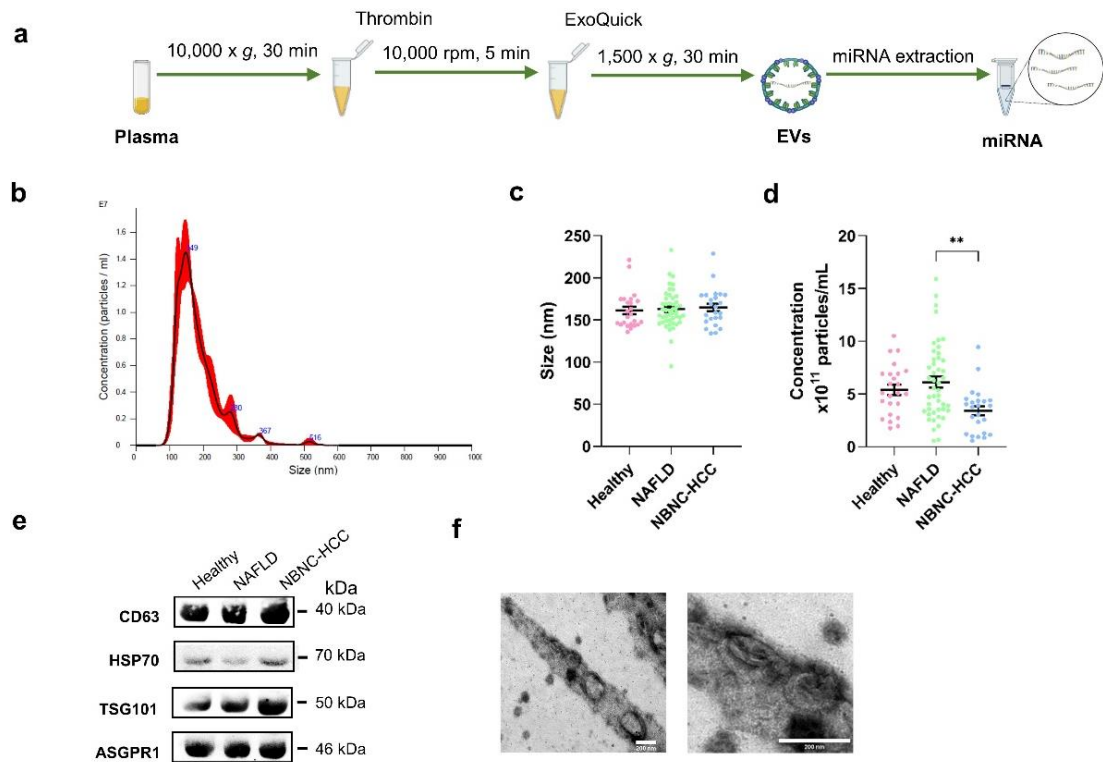 a
Thrombin
ExoQuick
10,000 x g, 30 min
10,000 rpm, 5 min
1,500 x g, 30 min
miRNA extraction
Plasma
EVs
miRNA
b
E7
Concentration (particles / ml)
1.6
1.4
1.2
1.0
0.8
0.6
0.4
0.2
0
0 100 200 300 400 500 600 700 800 900
367
Size (nm)
c
Size (nm)
250
200
150
100
50
0
Healthy
NAFLD
NBNC-HCC
d
**
Concentration
x10¹¹ particles/mL
20
15
10
5
0
Healthy
NAFLD
NBNC-HCC
e
Healthy
NAFLD
NBNC-HCC
kDa
CD63
40 kDa
HSP70
70 kDa
TSG101
50 kDa
ASGPR1
46 kDa
f
200 nm
200 nm